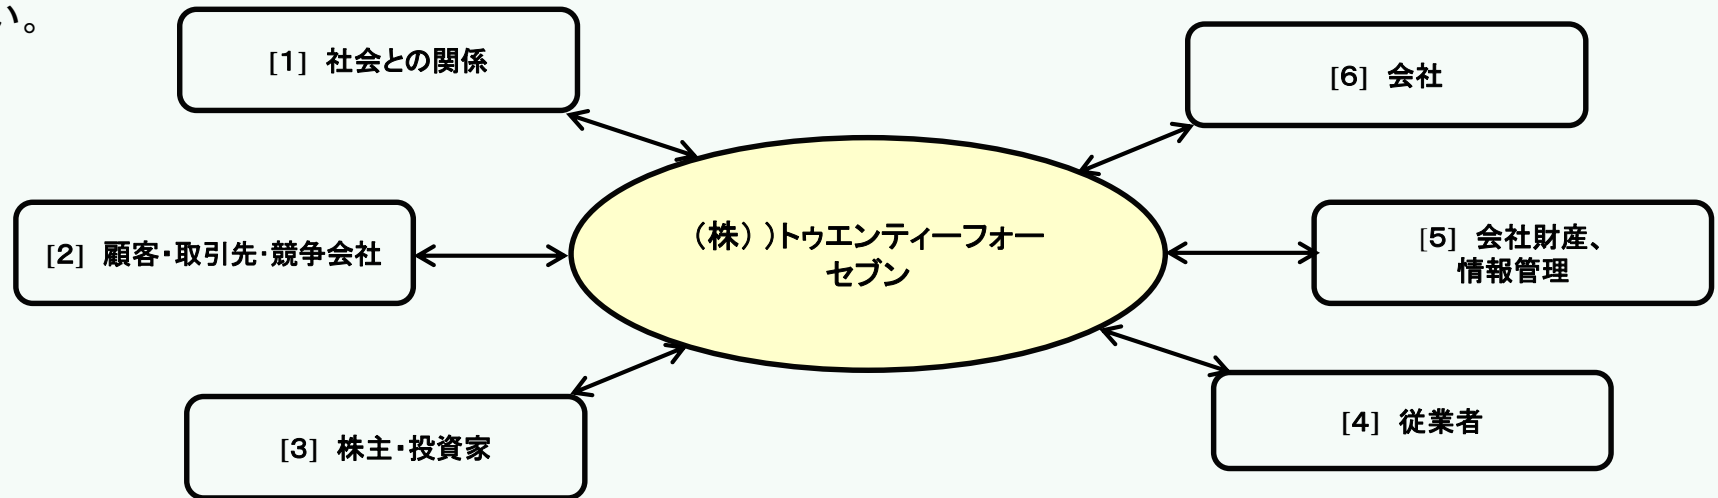 い。
[1] 社会との関係
[6] 会社
(株))トゥエンティーフォー
セブン
[2] 顧客・取引先・競争会社
[5] 会社財産、
情報管理
[3] 株主・投資家
[4] 従業者